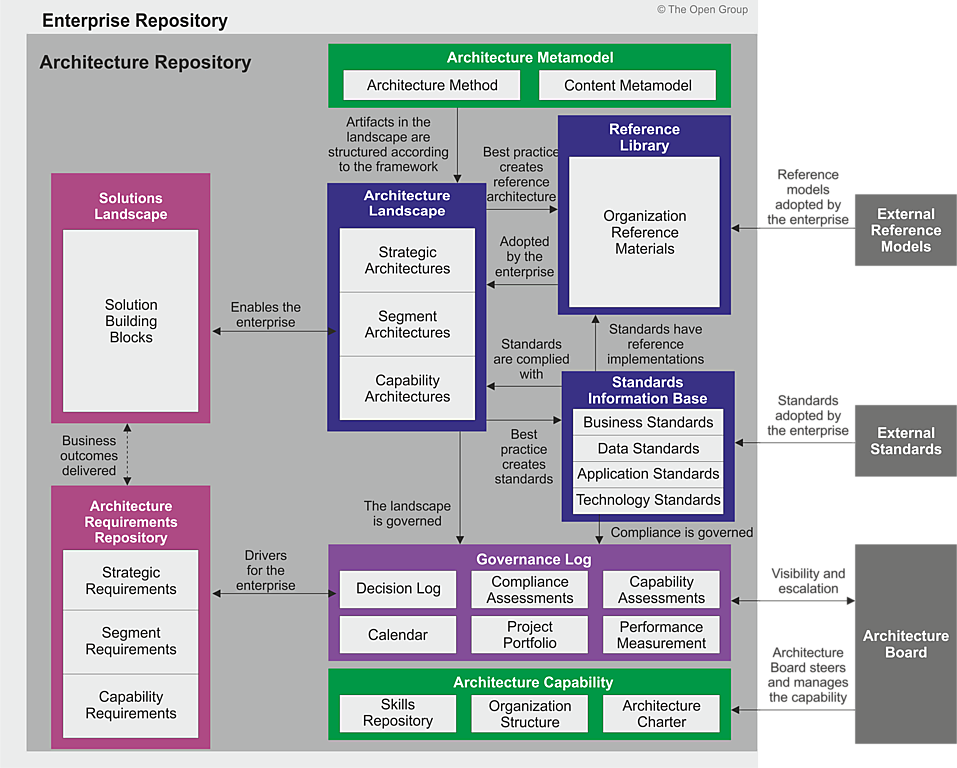 © The Open Group
Enterprise Repository
Architecture Repository
Architecture Metamodel
Architecture Method
Content Metamodel
Artifacts in the
landscape are
structured according
to the framework
Best practice
creates
reference
architecture
Reference
Library
Organization
Reference
Materials
Reference
models
adopted by
the enterprise
External
Reference
Models
Solutions
Landscape
Solution
Building
Blocks
Enables the
enterprise
Architecture
Landscape
Strategic
Architectures
Segment
Architectures
Capability
Architectures
Adopted
by the
enterprise
Standards
are complied
with
Standards have
reference
implementations
Standards
Information Base
Business Standards
Data Standards
Application Standards
Technology Standards
Standards
adopted by
the enterprise
External
Standards
Business
outcomes
delivered
Best
practice
creates
standards
The landscape
is governed
Compliance is governed
Architecture
Requirements
Repository
Strategic
Requirements
Segment
Requirements
Capability
Requirements
Drivers
for the
enterprise
Governance Log
Decision Log
Compliance
Assessments
Capability
Assessments
Calendar
Project
Portfolio
Performance
Measurement
Visibility and
escalation
Architecture
Board
Architecture
Board steers
and manages
the capability
Architecture Capability
Skills
Repository
Organization
Structure
Architecture
Charter